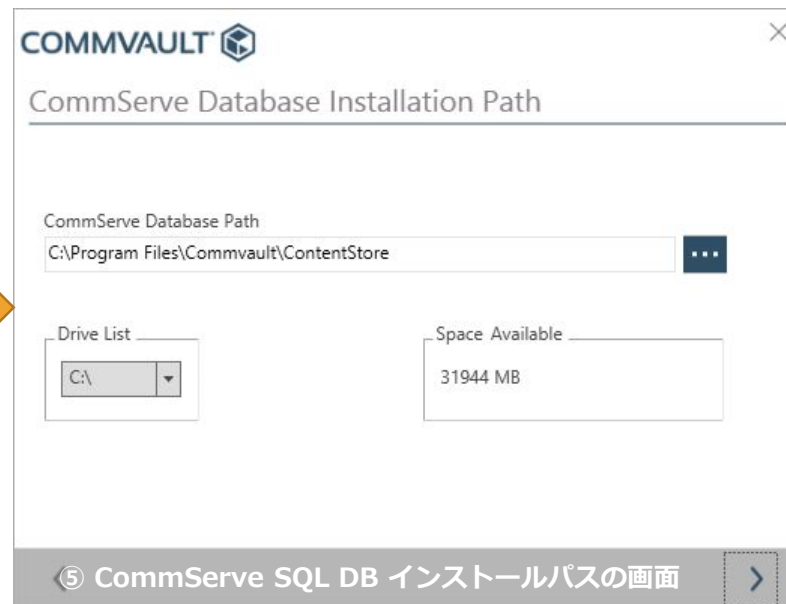 COMMVAULT
CommServe Database Installation Path
CommServe Database Path
C:\Program Files\Commvault\ContentStore
...
Drive List
Space Available
C:\
31944 MB
⑤ CommServe SQL DB インストールパスの画面